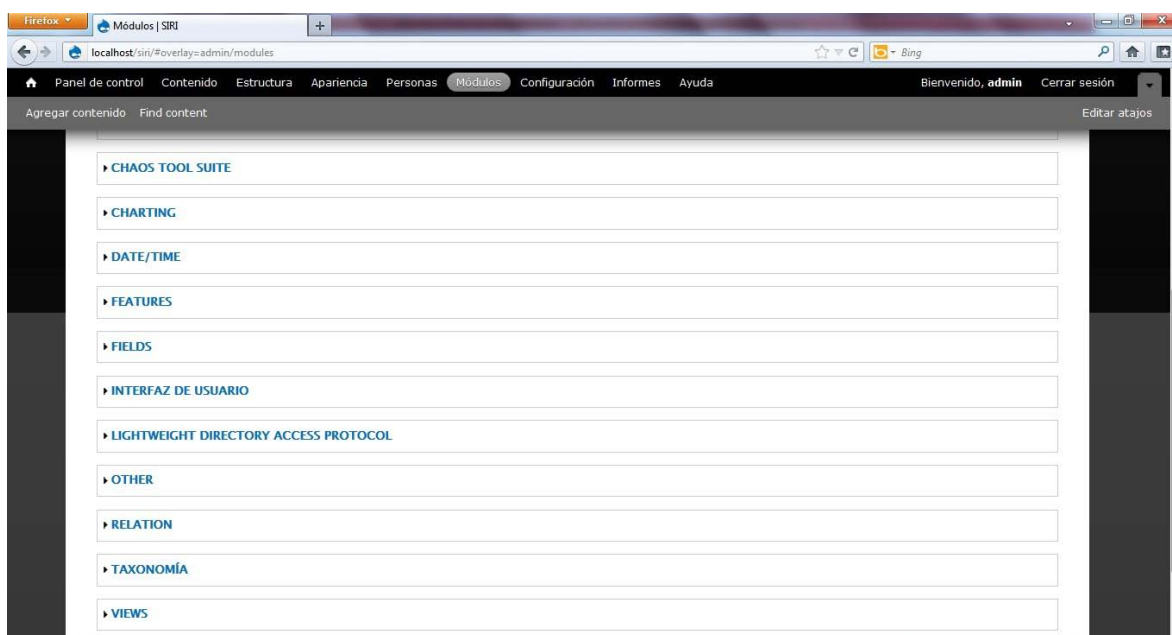 Firefox
Módulos | SIRI
localhost/siri/#overlay=admin/modules
Bing
Panel de control Contenido Estructura Apariencia Personas Módulos Configuración Informes Ayuda Bienvenido, admin Cerrar sesión
Agregar contenido Find content Editar atajos
CHAOS TOOL SUITE
CHARTING
DATE/TIME
FEATURES
FIELDS
INTERFAZ DE USUARIO
LIGHTWEIGHT DIRECTORY ACCESS PROTOCOL
OTHER
RELATION
TAXONOMÍA
VIEWS